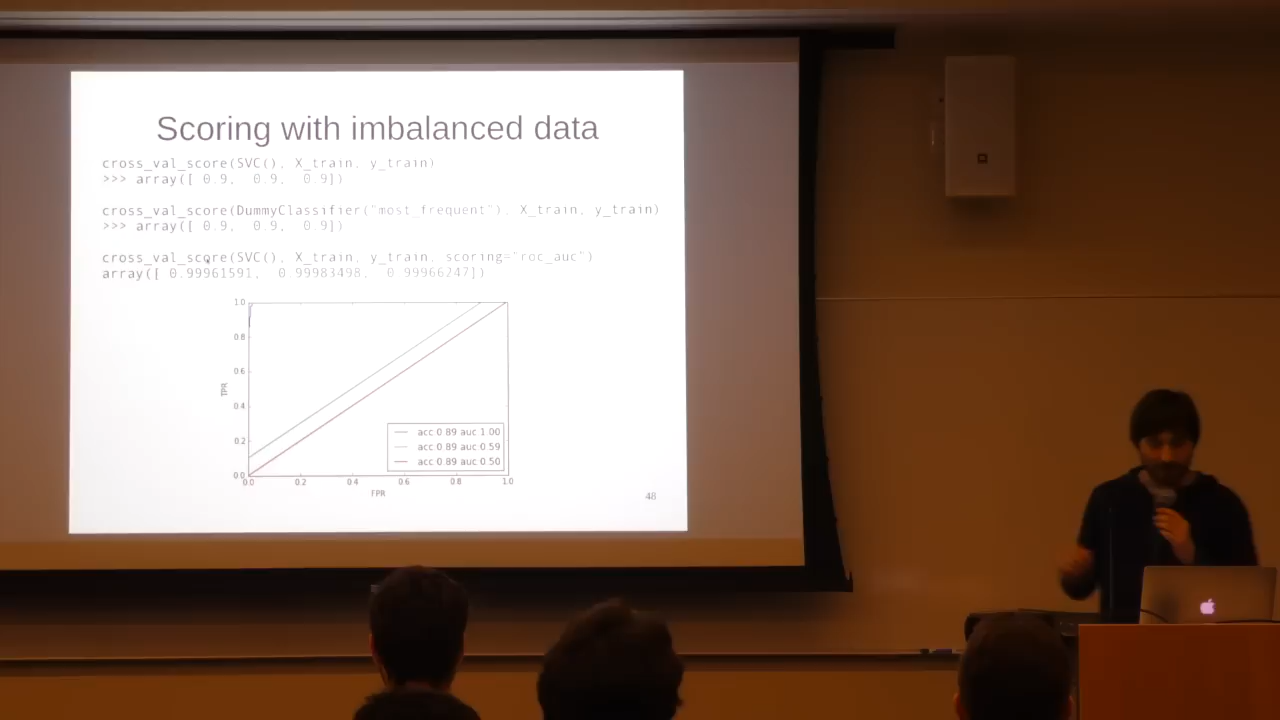 Scoring with imbalanced data
cross_val_score(SVC(), X_train, y_train)
>>> array([ 0.9, 0.9, 0.9])
cross_val_score(DummyClassifier("most_frequent"), X_train, y_train)
>>> array([ 0.9, 0.9, 0.9])
cross_val_score(SVC(), X_train, y_train, scoring="roc_auc")
array([ 0.99961591, 0.99983498, 0.99966247])
1.0
0.8
0.6
TPR
0.4
0.2
0.0
acc 0.89 auc 1.00
acc 0.89 auc 0.59
acc 0.89 auc 0.50
0.0 0.2 0.4 0.6 0.8 1.0
FPR
48